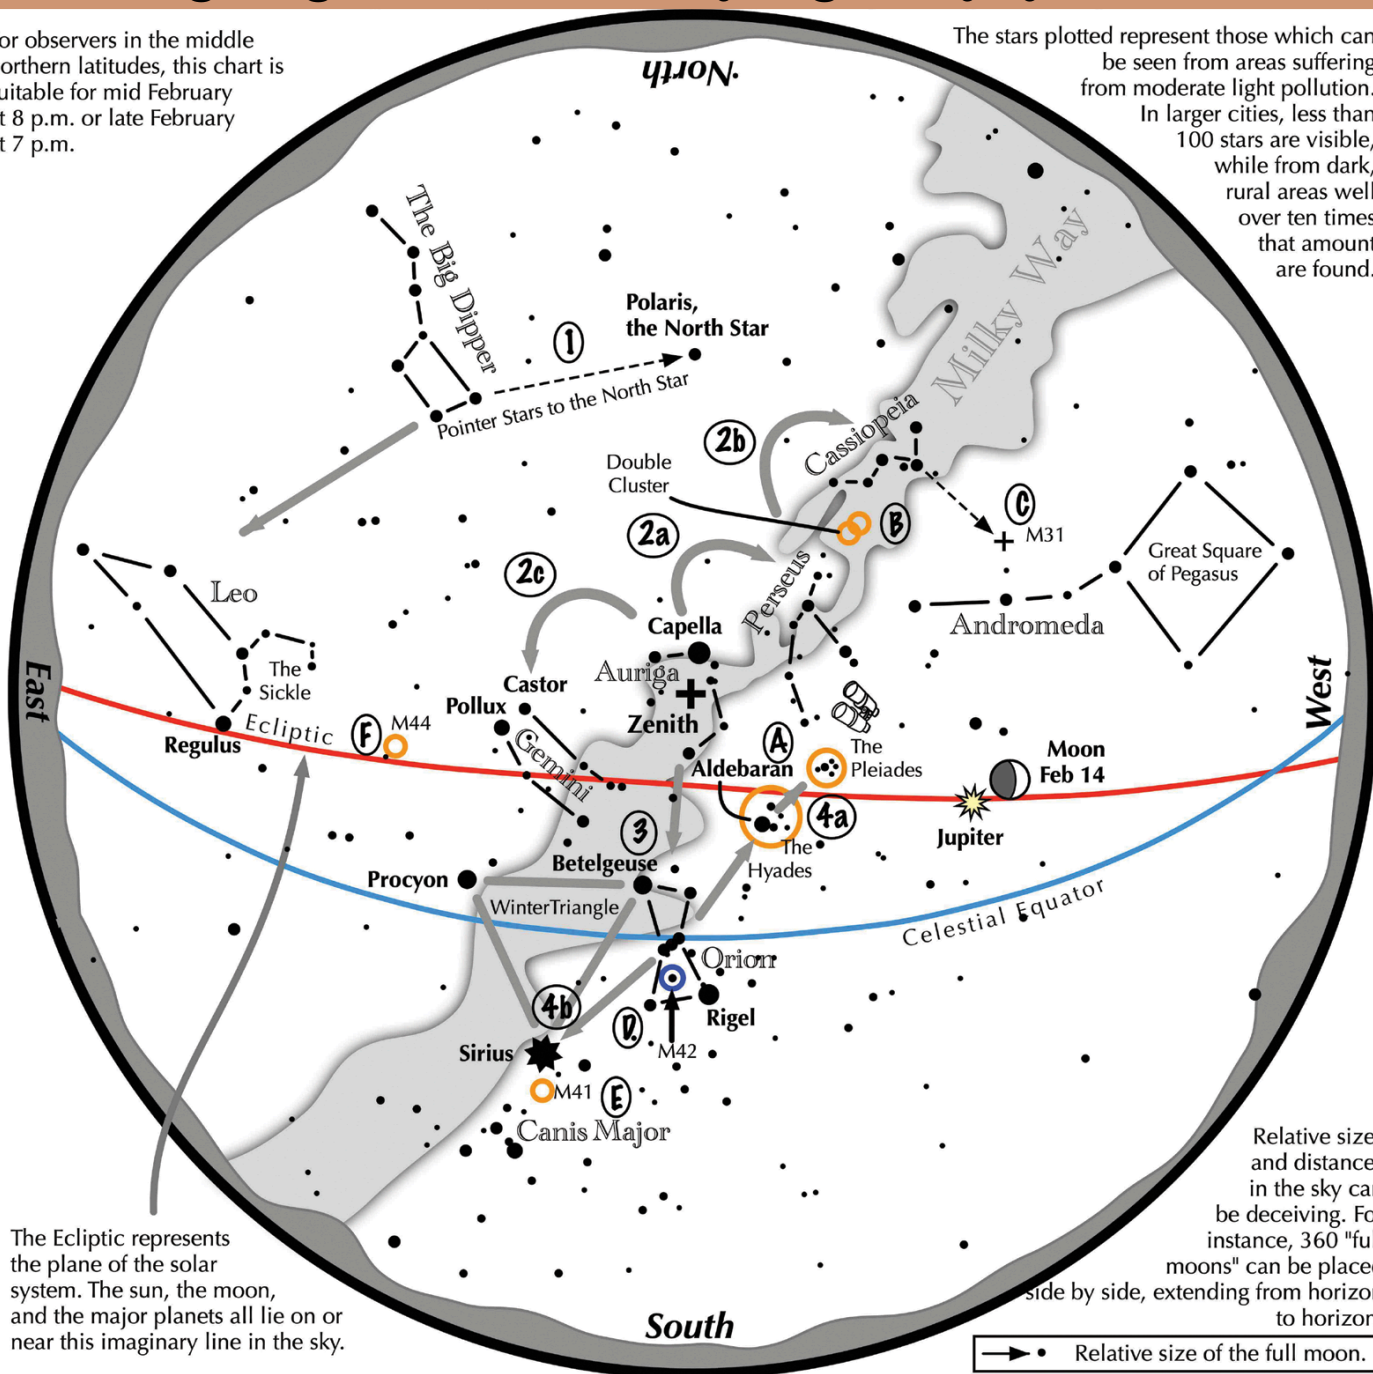 or observers in the middle
orthern latitudes, this chart is
uitable for mid February
t 8 p.m. or late February
t 7 p.m.
The stars plotted represent those which can
be seen from areas suffering
from moderate light pollution.
In larger cities, less than
100 stars are visible,
while from dark,
rural areas well
over ten times
that amount
are found.
North
The Big Dipper
Polaris,
the North Star
1
Pointer Stars to the North Star
Milky Way
2b
Cassiopeia
Double
Cluster
B
C
M31
2a
2c
Great Square
of Pegasus
Perseus
Leo
Andromeda
Capella
Auriga
The
Sickle
East
West
Castor
Pollux
Zenith
Gemini
Regulus
Ecliptic
F
M44
A
The
Pleiades
Aldebaran
Moon
Feb 14
4a
Jupiter
3
The
Hyades
Betelgeuse
Procyon
WinterTriangle
Celestial Equator
Orion
4b
D.
Rigel
M42
Sirius
M41
E
Canis Major
The Ecliptic represents
the plane of the solar
system. The sun, the moon,
and the major planets all lie on or
near this imaginary line in the sky.
South
Relative size
and distance
in the sky ca
be deceiving. Fo
instance, 360 "ful
moons" can be place
side by side, extending from horizo
to horizon
Relative size of the full moon.